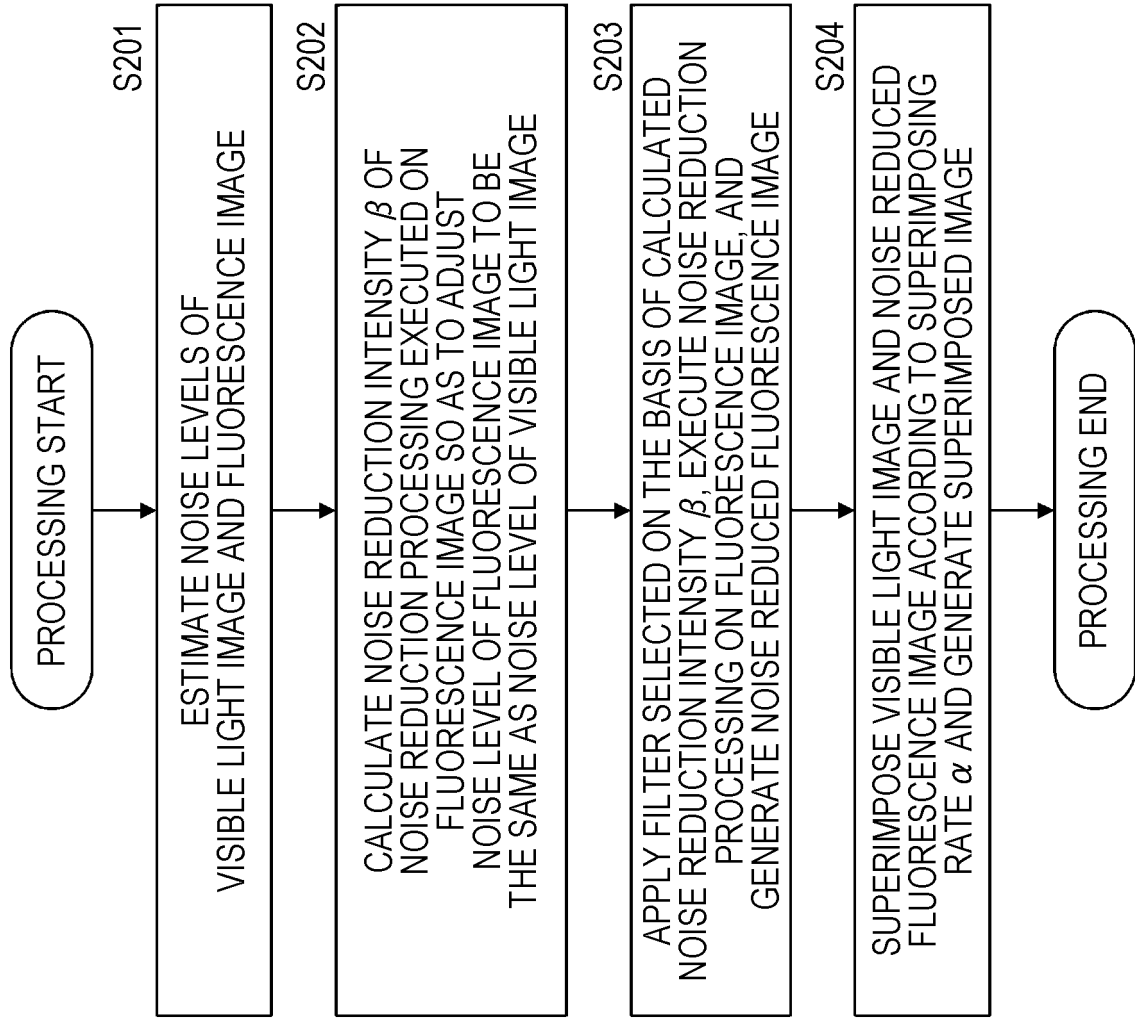 PROCESSING START
S201
ESTIMATE NOISE LEVELS OF
VISIBLE LIGHT IMAGE AND FLUORESCENCE IMAGE
S202
CALCULATE NOISE REDUCTION INTENSITY β OF
NOISE REDUCTION PROCESSING EXECUTED ON
FLUORESCENCE IMAGE SO AS TO ADJUST
NOISE LEVEL OF FLUORESCENCE IMAGE TO BE
THE SAME AS NOISE LEVEL OF VISIBLE LIGHT IMAGE
S203
APPLY FILTER SELECTED ON THE BASIS OF CALCULATED
NOISE REDUCTION INTENSITY β, EXECUTE NOISE REDUCTION
PROCESSING ON FLUORESCENCE IMAGE, AND
GENERATE NOISE REDUCED FLUORESCENCE IMAGE
S204
SUPERIMPOSE VISIBLE LIGHT IMAGE AND NOISE REDUCED
FLUORESCENCE IMAGE ACCORDING TO SUPERIMPOSING
RATE α AND GENERATE SUPERIMPOSED IMAGE
PROCESSING END